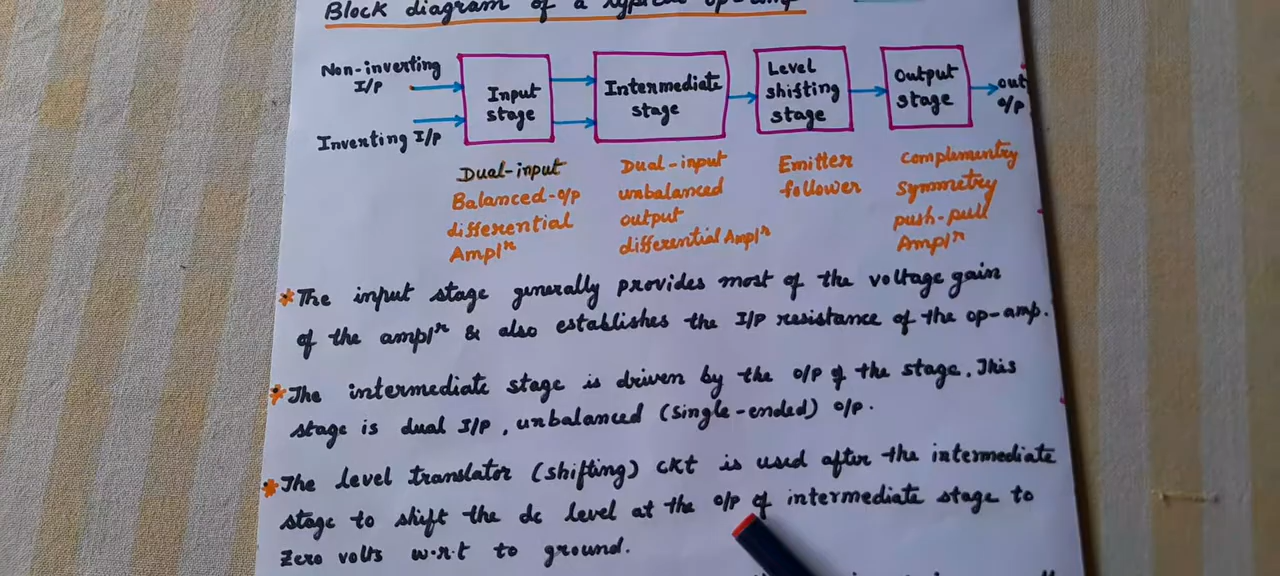 Block diagram of a typical op-amp
Non-inverting
I/P
Inventing I/P
Input
stage
Intermediate
stage
Level
shifting
stage
Output
stage
out
o/p
Dual-input
Balanced-o/p
differential
Ampl^r
Dual-input
unbalanced
output
differential Ampl^r
Emitter
follower
Complimentry
Symmetry
push-pull
Ampl^r
*The input stage generally provides most of the voltage gain
of the ampl^r & also establishes the I/P resistance of the op-amp.
*The intermediate stage is driven by the o/p of the stage. This
stage is dual I/P, unbalanced (single-ended) o/p.
*The level translator (shifting) ckt is used after the intermediate
stage to shift the dc level at the o/p of intermediate stage to
Zero volts w.r.t to ground.